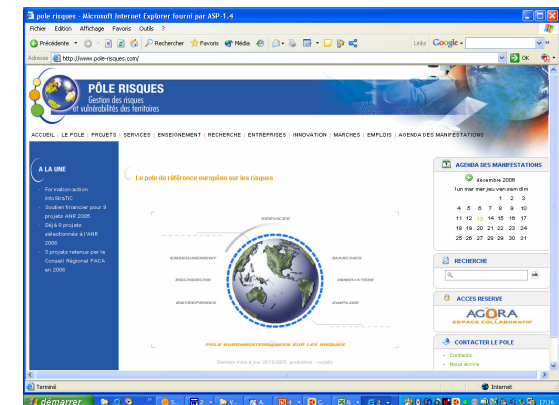 pole risques - Microsoft Internet Explorer fourni par ASP-1.4
Fichier Edition Affichage Favoris Outils ?
Précédente Rechercher Favoris Média Links Google
Adresse http://www.pole-risques.com/ OK
PÔLE RISQUES
Gestion des risques
et vulnérabilités des territoires
ACCUEIL | LE POLE | PROJETS | SERVICES | ENSEIGNEMENT | RECHERCHE | ENTREPRISES | INNOVATION | MARCHES | EMPLOIS | AGENDA DES MANIFESTATIONS
A LA UNE
- Formation-action
infoStraTIC
- Soutien financier pour 9
projets ANR 2005
- Déjà 9 projets
sélectionnés à l'ANR
2006
- 3 projets retenus par le
Conseil Régional PACA
en 2006
Le pole de référence européen sur les risques
SERVICES
ENSEIGNEMENT
MARCHES
RECHERCHE
INNOVATION
ENTREPRISES
EMPLOIS
POLE EUROMEDITERRANEEN SUR LES RISQUES
AGENDA DES MANIFESTATIONS
décembre 2006
lun mar mer jeu ven sam dim
1 2 3
4 5 6 7 8 9 10
11 12 13 14 15 16 17
18 19 20 21 22 23 24
25 26 27 28 29 30 31
RECHERCHE
ok
ACCES RESERVE
AGORA
ESPACE COLLABORATIF
CONTACTER LE POLE
- Contacts
- Nous écrire
Terminé Internet
démarrer 17:18